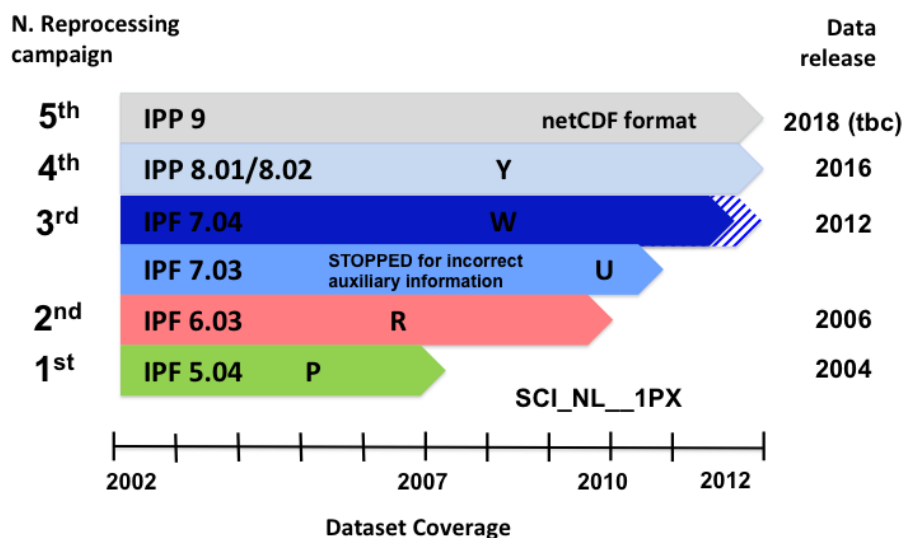 N. Reprocessing
campaign
Data
release
5th
IPP 9
netCDF format
2018 (tbc)
4th
IPP 8.01/8.02
Y
2016
3rd
IPF 7.04
W
2012
IPF 7.03
STOPPED for incorrect
auxiliary information
U
2nd
IPF 6.03
R
2006
1st
IPF 5.04
P
2004
SCI_NL__1PX
2002
2007
2010
2012
Dataset Coverage